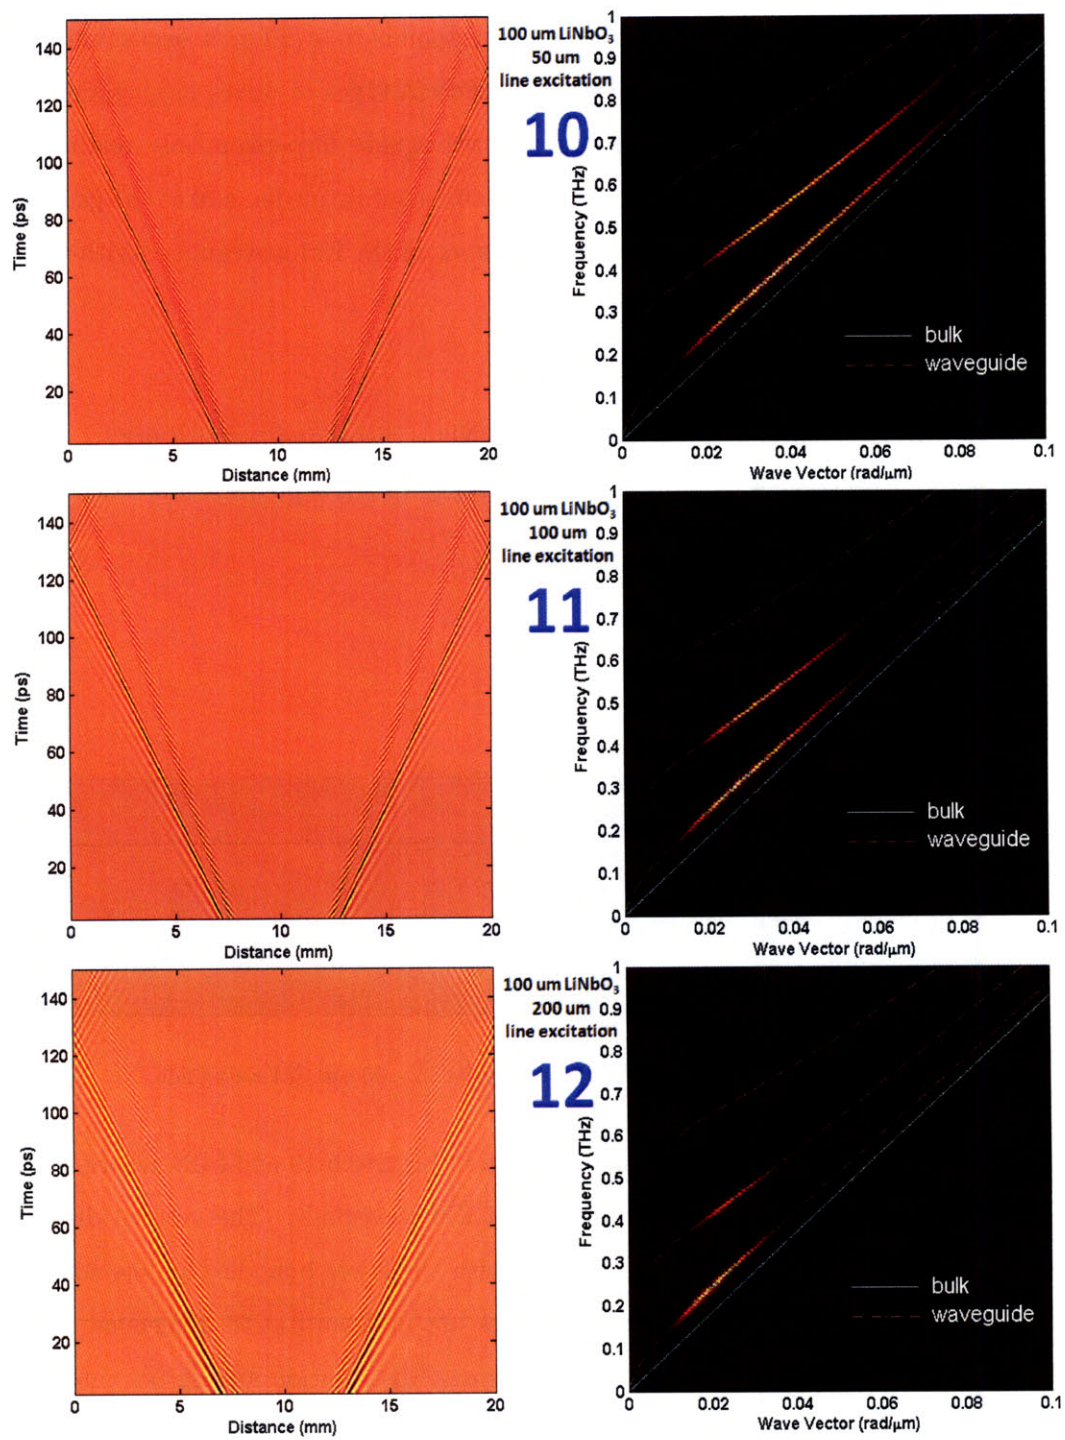 140
120
100
80
60
40
20
Time (ps)
0 5 10 15 20
Distance (mm)
100 um LiNbO3
50 um
line excitation
10
1
0.9
0.8
0.7
0.6
0.5
0.4
0.3
0.2
0.1
0
Frequency (THz)
bulk
waveguide
0 0.02 0.04 0.06 0.08 0.1
Wave Vector (rad/μm)
140
120
100
80
60
40
20
Time (ps)
0 5 10 15 20
Distance (mm)
100 um LiNbO3
100 um
line excitation
11
1
0.9
0.8
0.7
0.6
0.5
0.4
0.3
0.2
0.1
0
Frequency (THz)
bulk
waveguide
0 0.02 0.04 0.06 0.08 0.1
Wave Vector (rad/μm)
140
120
100
80
60
40
20
Time (ps)
0 5 10 15 20
Distance (mm)
100 um LiNbO3
200 um
line excitation
12
1
0.9
0.8
0.7
0.6
0.5
0.4
0.3
0.2
0.1
0
Frequency (THz)
bulk
waveguide
0 0.02 0.04 0.06 0.08 0.1
Wave Vector (rad/μm)